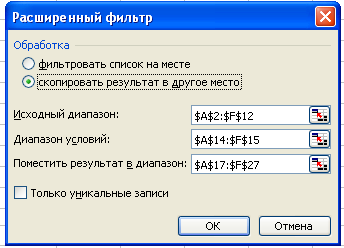 Расширенный фильтр
Обработка
фильтровать список на месте
скопировать результат в другое место
Исходный диапазон: $A$2:$F$12
Диапазон условий: $A$14:$F$15
Поместить результат в диапазон: $A$17:$F$27
Только уникальные записи
ОК Отмена